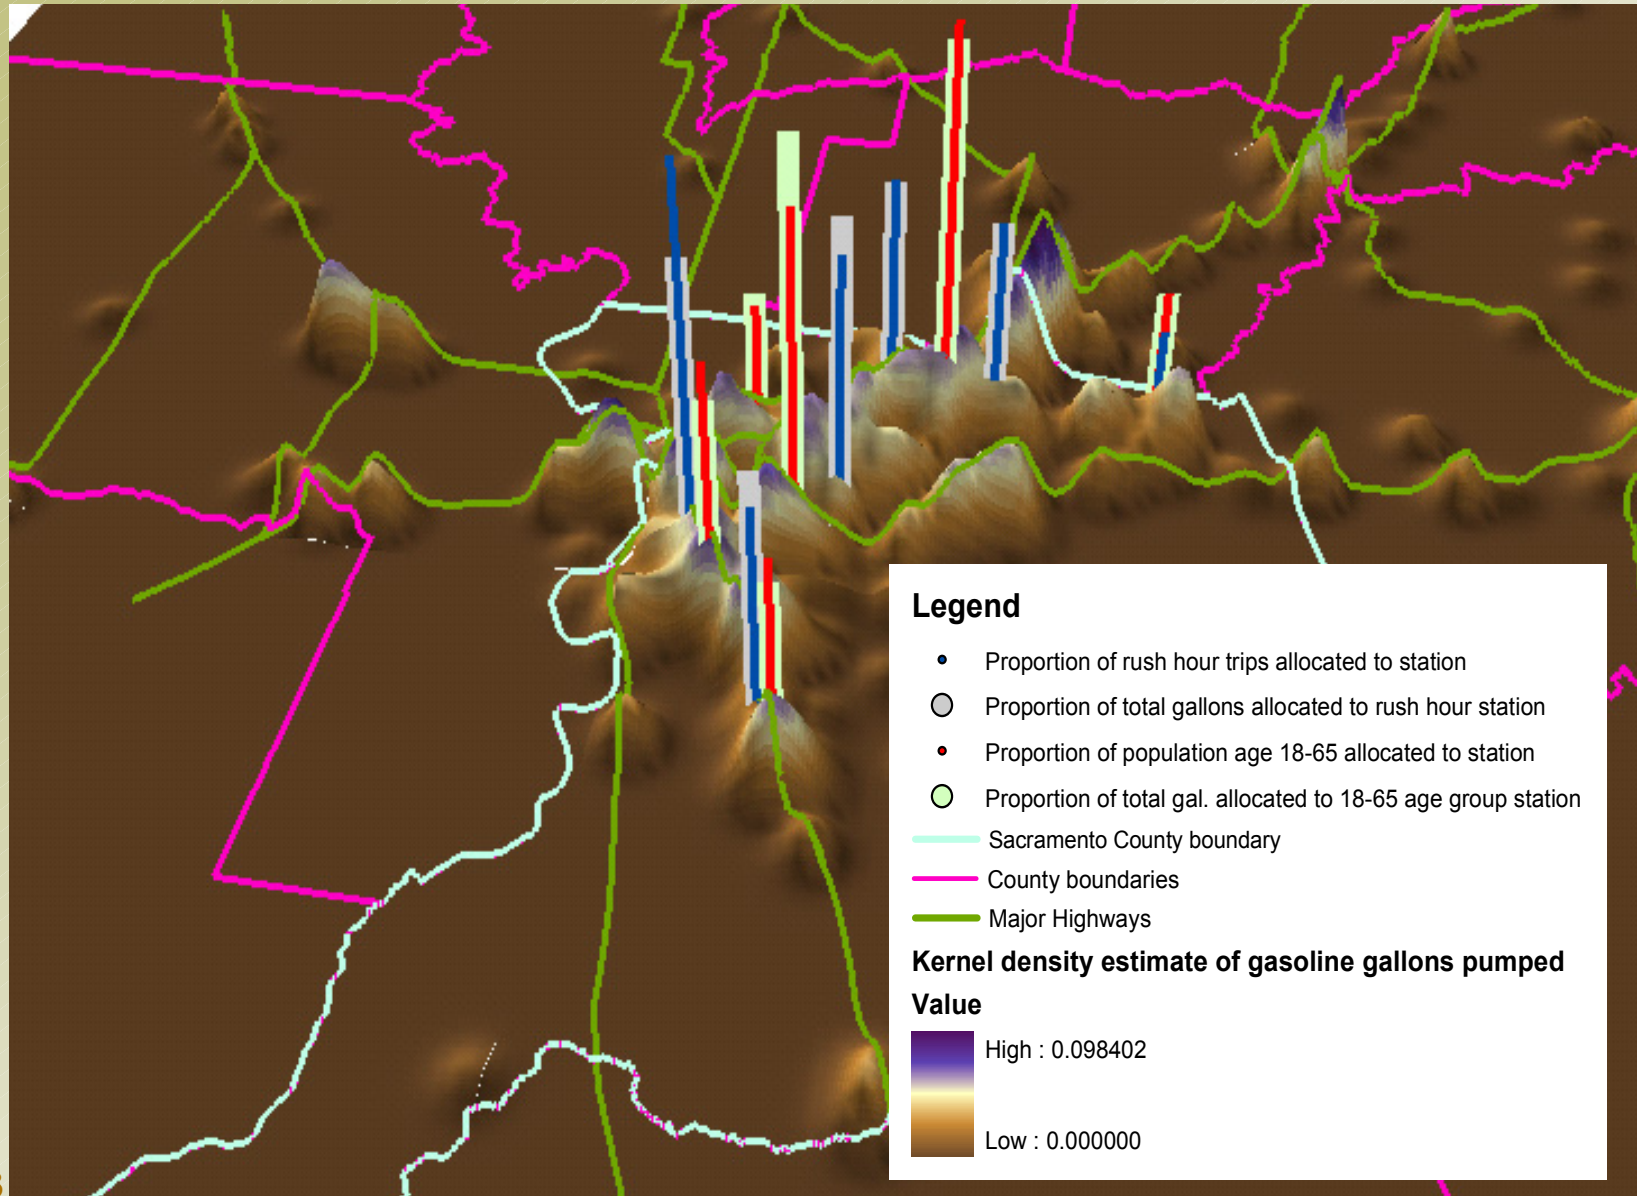 Legend
Proportion of rush hour trips allocated to station
Proportion of total gallons allocated to rush hour station
Proportion of population age 18-65 allocated to station
Proportion of total gal. allocated to 18-65 age group station
Sacramento County boundary
County boundaries
Major Highways
Kernel density estimate of gasoline gallons pumped
Value
High : 0.098402
Low : 0.000000